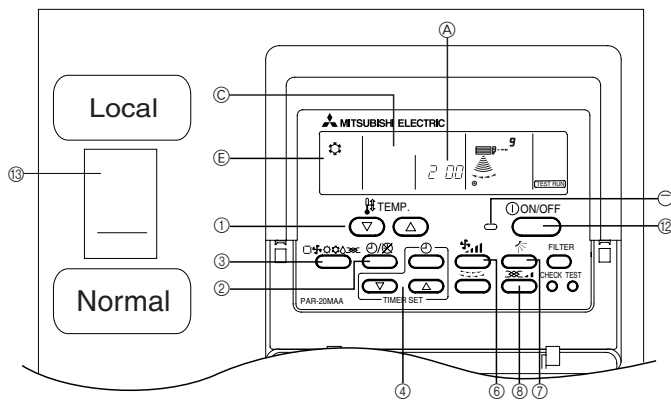 Ⓐ
Ⓒ
Local
MITSUBISHI ELECTRIC
Ⓔ
9
2 00
TEST RUN
⑬
TEMP.
ON/OFF
①
⑫
③
FILTER
②
CHECK TEST
Normal
PAR-20MAA
TIMER SET
④
⑥
⑧
⑦